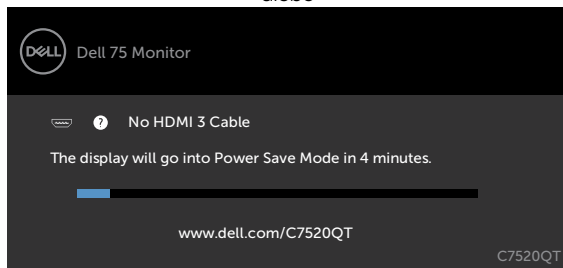 DELL
Dell 75 Monitor
? No HDMI 3 Cable
The display will go into Power Save Mode in 4 minutes.
www.dell.com/C7520QT
C7520QT